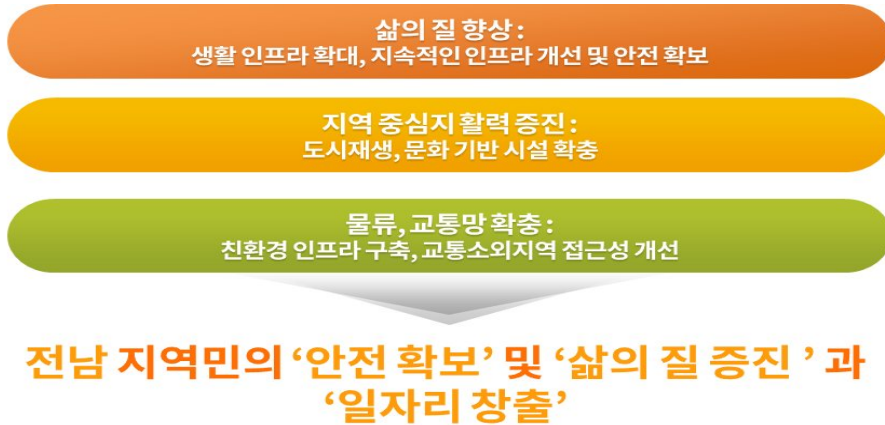 삶의 질 향상 :
생활 인프라 확대, 지속적인 인프라 개선 및 안전 확보
지역 중심지 활력 증진 :
도시재생, 문화 기반 시설 확충
물류, 교통망 확충 :
친환경 인프라 구축, 교통소외지역 접근성 개선
전남 지역민의 ‘안전 확보’ 및 ‘삶의 질 증진 ’ 과
‘일자리 창출’